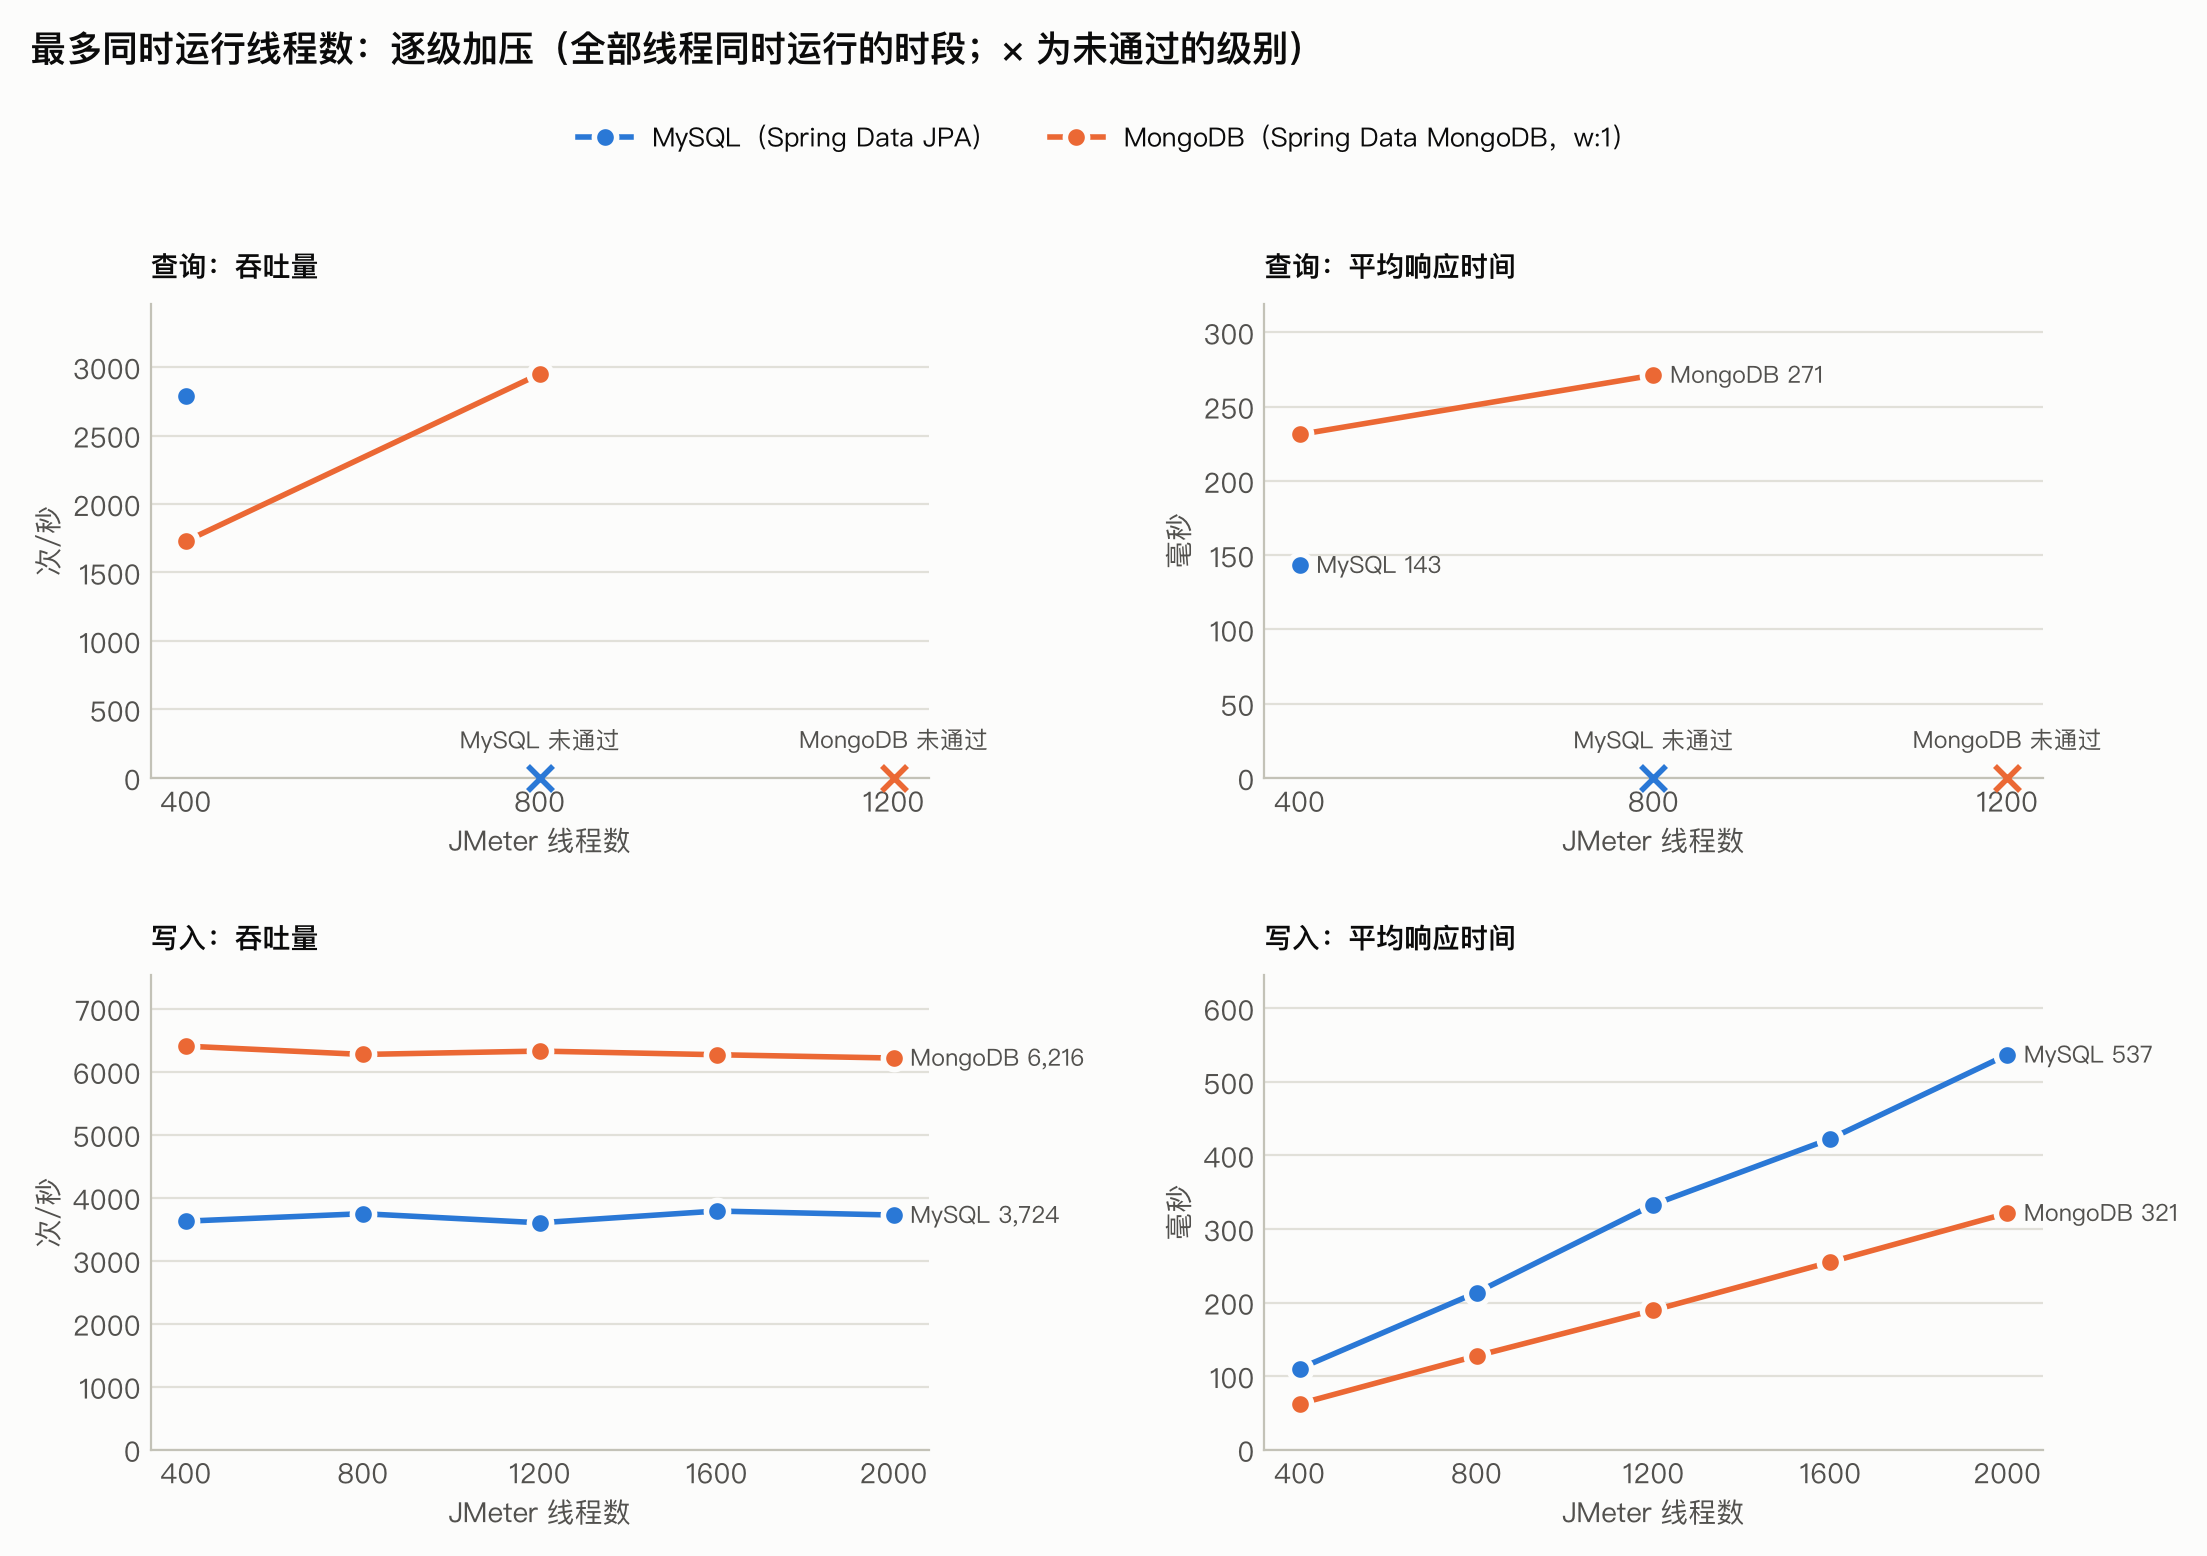 最多同时运行线程数：逐级加压（全部线程同时运行的时段；× 为未通过的级别）
MySQL（Spring Data JPA） MongoDB（Spring Data MongoDB，w:1）
查询：吞吐量
3000
2500
2000
1500
1000
500
0
次/秒
MySQL 未通过 MongoDB 未通过
400 800 1200
JMeter 线程数
查询：平均响应时间
300
250
200
150
100
50
0
毫秒
MongoDB 271
MySQL 143
MySQL 未通过 MongoDB 未通过
400 800 1200
JMeter 线程数
写入：吞吐量
7000
6000
5000
4000
3000
2000
1000
0
次/秒
MongoDB 6,216
MySQL 3,724
400 800 1200 1600 2000
JMeter 线程数
写入：平均响应时间
600
500
400
300
200
100
0
毫秒
MySQL 537
MongoDB 321
400 800 1200 1600 2000
JMeter 线程数